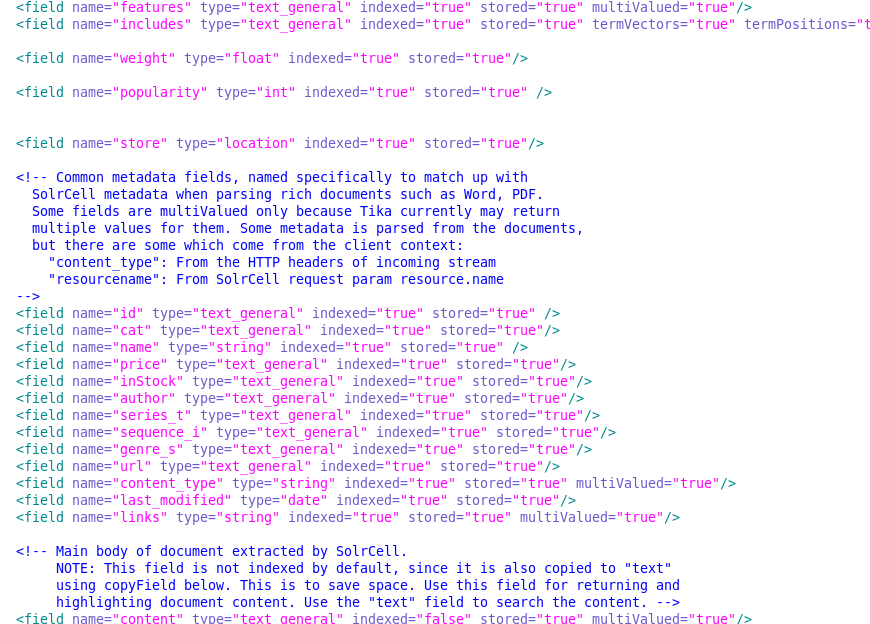 <field name="features" type="text_general" indexed="true" stored="true" multiValued="true"/>
<field name="includes" type="text_general" indexed="true" stored="true" termVectors="true" termPositions="t
<field name="weight" type="float" indexed="true" stored="true"/>
<field name="popularity" type="int" indexed="true" stored="true" />
<field name="store" type="location" indexed="true" stored="true"/>
<!-- Common metadata fields, named specifically to match up with
SolrCell metadata when parsing rich documents such as Word, PDF.
Some fields are multiValued only because Tika currently may return
multiple values for them. Some metadata is parsed from the documents,
but there are some which come from the client context:
"content_type": From the HTTP headers of incoming stream
"resourcename": From SolrCell request param resource.name
-->
<field name="id" type="text_general" indexed="true" stored="true" />
<field name="cat" type="text_general" indexed="true" stored="true"/>
<field name="name" type="string" indexed="true" stored="true" />
<field name="price" type="text_general" indexed="true" stored="true"/>
<field name="inStock" type="text_general" indexed="true" stored="true"/>
<field name="author" type="text_general" indexed="true" stored="true"/>
<field name="series_t" type="text_general" indexed="true" stored="true"/>
<field name="sequence_i" type="text_general" indexed="true" stored="true"/>
<field name="genre_s" type="text_general" indexed="true" stored="true"/>
<field name="url" type="text_general" indexed="true" stored="true"/>
<field name="content_type" type="string" indexed="true" stored="true" multiValued="true"/>
<field name="last_modified" type="date" indexed="true" stored="true"/>
<field name="links" type="string" indexed="true" stored="true" multiValued="true"/>
<!-- Main body of document extracted by SolrCell.
NOTE: This field is not indexed by default, since it is also copied to "text"
using copyField below. This is to save space. Use this field for returning and
highlighting document content. Use the "text" field to search the content. -->
<field name="content" type="text_general" indexed="false" stored="true" multiValued="true"/>